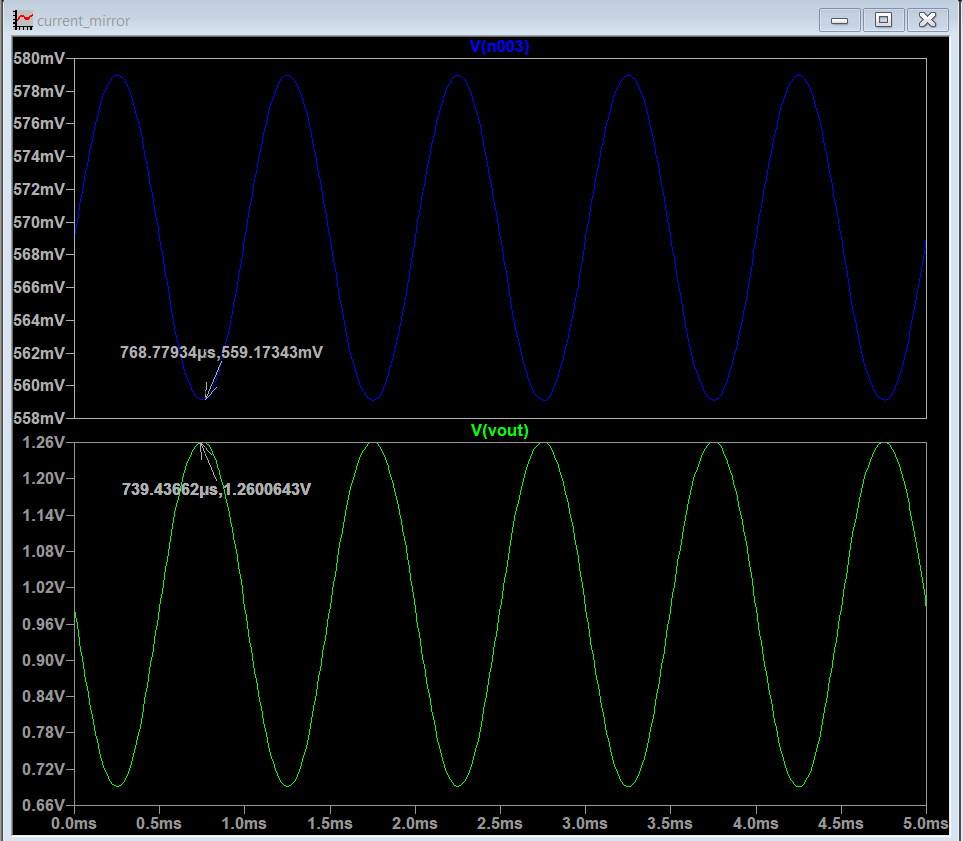 current_mirror
V(n003)
580mV
578mV
576mV
574mV
572mV
570mV
568mV
566mV
564mV
562mV
560mV
558mV
768.77934µs,559.17343mV
V(vout)
1.26V
1.20V
1.14V
1.08V
1.02V
0.96V
0.90V
0.84V
0.78V
0.72V
0.66V
739.43662µs,1.2600643V
0.0ms 0.5ms 1.0ms 1.5ms 2.0ms 2.5ms 3.0ms 3.5ms 4.0ms 4.5ms 5.0ms